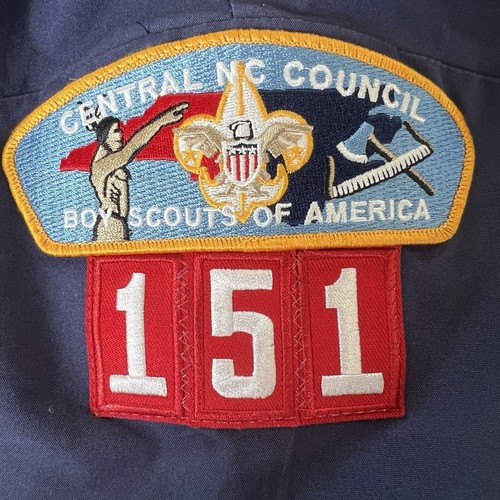 CENTRAL NC COUNCIL
BOY SCOUTS OF AMERICA
151